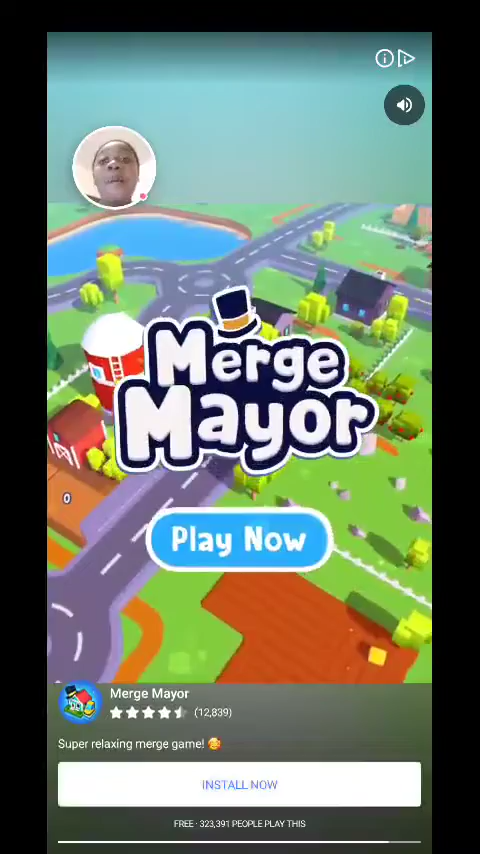 Merge
Mayor
Play Now
Merge Mayor
(12,839)
Super relaxing merge game! 🥰
INSTALL NOW
FREE · 323,391 PEOPLE PLAY THIS